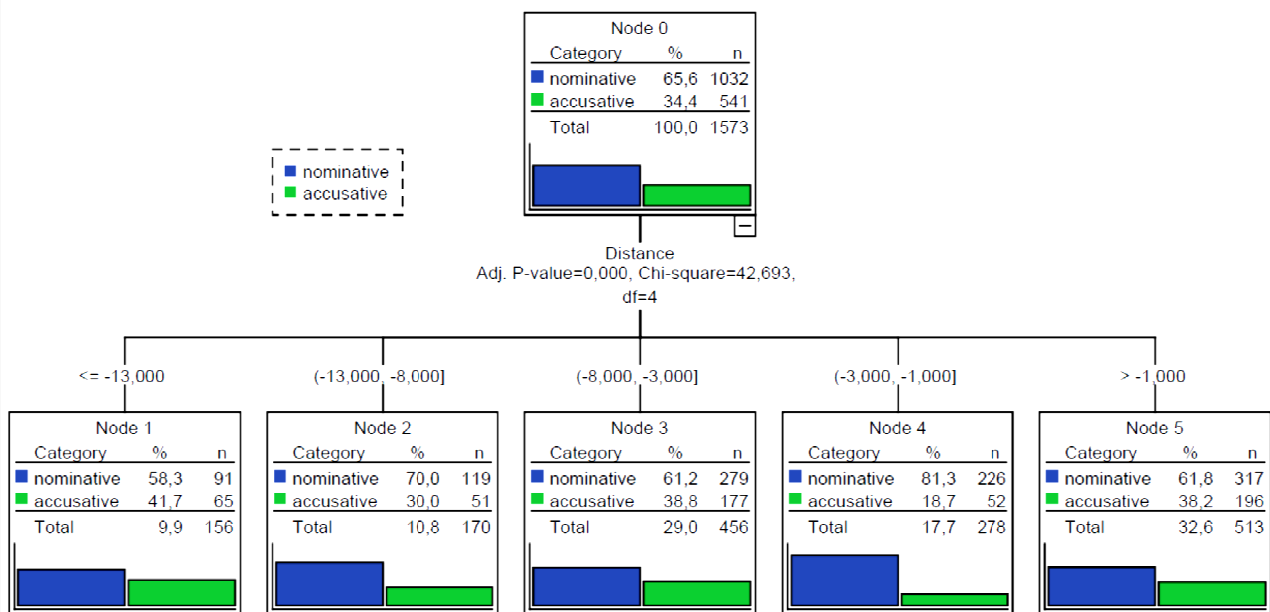 Node 0
Category % n
nominative 65,6 1032
accusative 34,4 541
Total 100,0 1573
nominative
accusative
Distance
Adj. P-value=0,000, Chi-square=42,693,
df=4
<= -13,000
(-13,000, -8,000]
(-8,000, -3,000]
(-3,000, -1,000]
> -1,000
Node 1
Category % n
nominative 58,3 91
accusative 41,7 65
Total 9,9 156
Node 2
Category % n
nominative 70,0 119
accusative 30,0 51
Total 10,8 170
Node 3
Category % n
nominative 61,2 279
accusative 38,8 177
Total 29,0 456
Node 4
Category % n
nominative 81,3 226
accusative 18,7 52
Total 17,7 278
Node 5
Category % n
nominative 61,8 317
accusative 38,2 196
Total 32,6 513